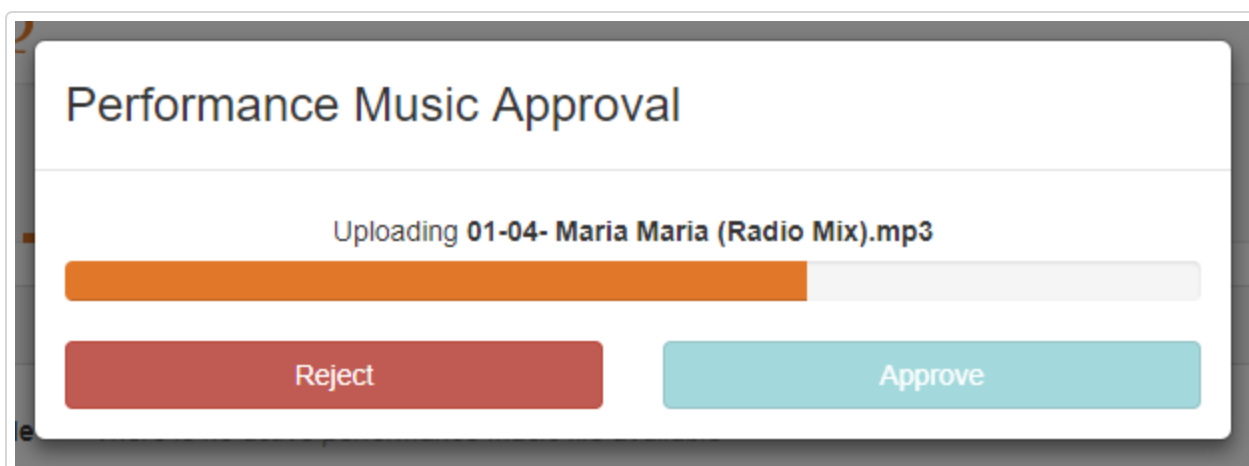 Performance Music Approval
Uploading 01-04- Maria Maria (Radio Mix).mp3
Reject
Approve